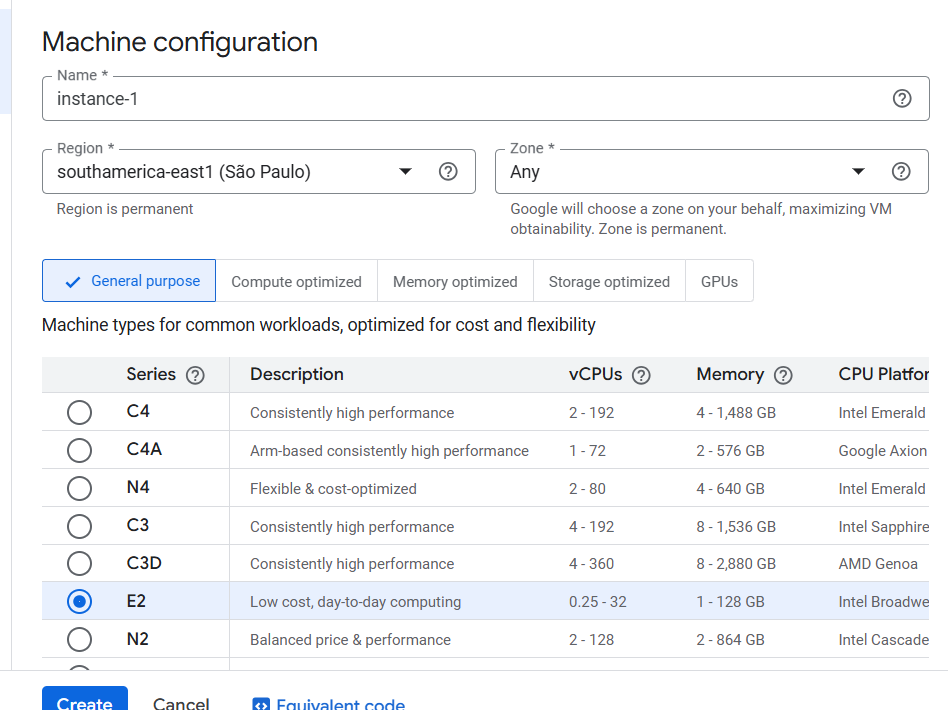 Machine configuration
Name *
instance-1
Region *
southamerica-east1 (São Paulo)
Region is permanent
Zone *
Any
Google will choose a zone on your behalf, maximizing VM
obtainability. Zone is permanent.
General purpose
Compute optimized
Memory optimized
Storage optimized
GPUs
Machine types for common workloads, optimized for cost and flexibility
Series Description vCPUs Memory CPU Platfor
C4 Consistently high performance 2 - 192 4 - 1,488 GB Intel Emerald
C4A Arm-based consistently high performance 1 - 72 2 - 576 GB Google Axion
N4 Flexible & cost-optimized 2 - 80 4 - 640 GB Intel Emerald
C3 Consistently high performance 4 - 192 8 - 1,536 GB Intel Sapphire
C3D Consistently high performance 4 - 360 8 - 2,880 GB AMD Genoa
E2 Low cost, day-to-day computing 0.25 - 32 1 - 128 GB Intel Broadwe
N2 Balanced price & performance 2 - 128 2 - 864 GB Intel Cascade
Create
Cancel
Equivalent code